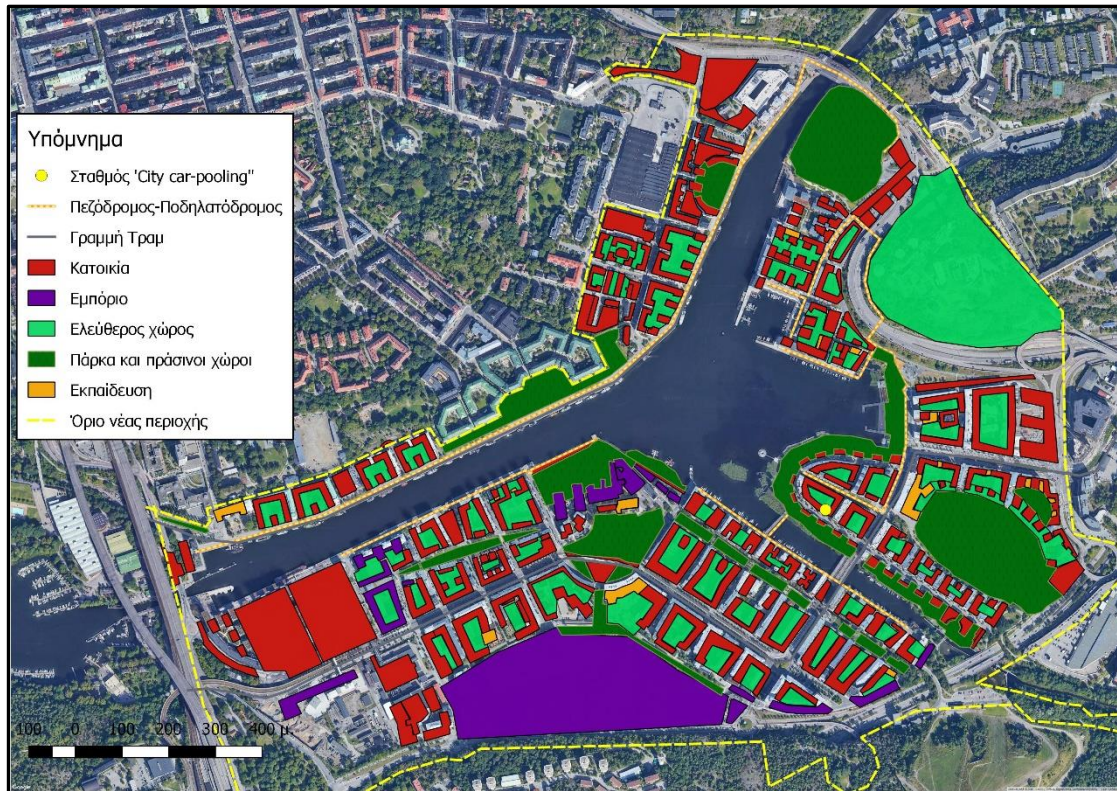 Υπόμνημα
Σταθμός 'City car-pooling"
Πεζόδρομος-Ποδηλατόδρομος
Γραμμή Τραμ
Κατοικία
Εμπόριο
Ελεύθερος χώρος
Πάρκα και πράσινοι χώροι
Εκπαίδευση
Όριο νέας περιοχής
100 0 100 200 300 400 μ.
Google